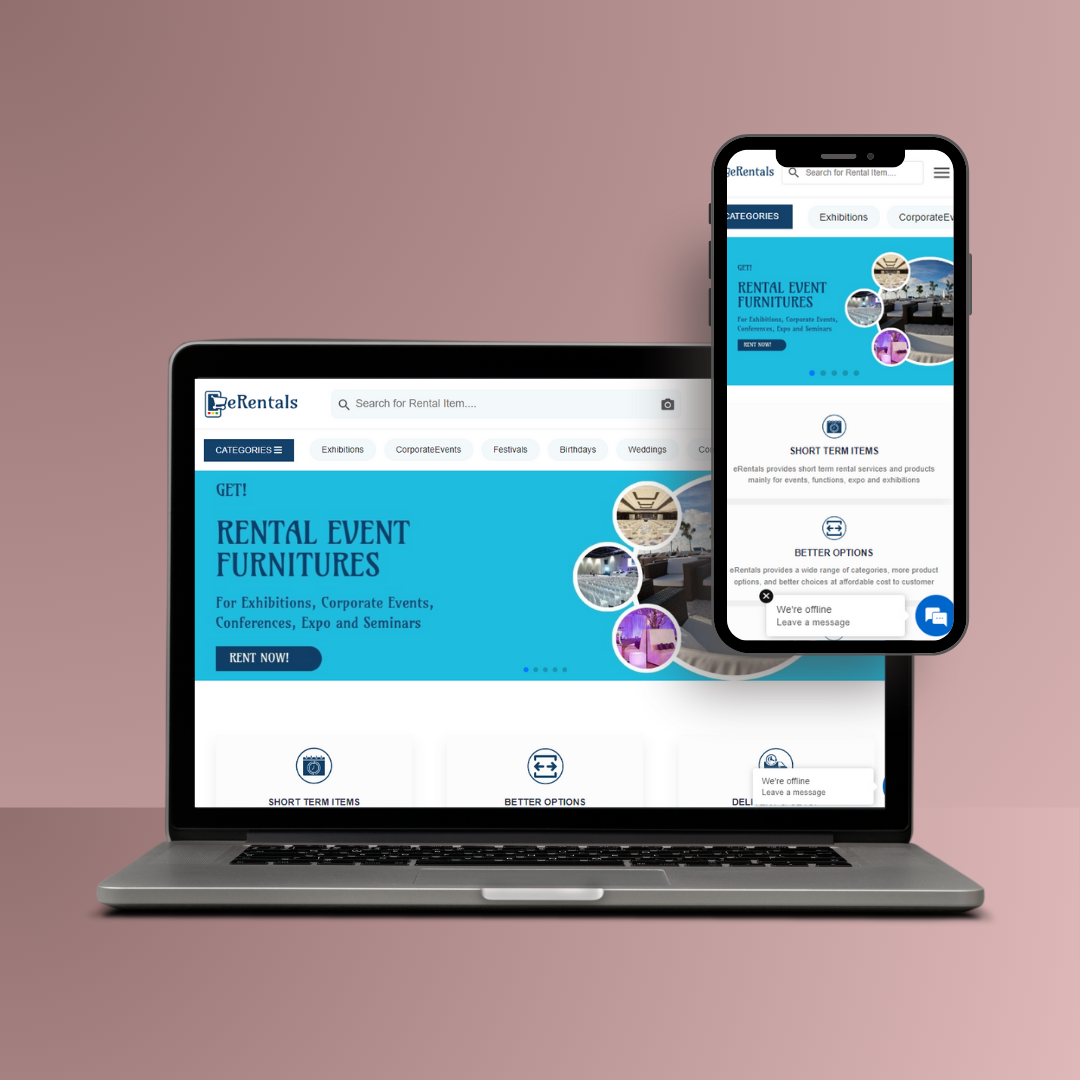 eRentals
Search for Rental Item....
CATEGORIES
Exhibitions
CorporateEvents
Festivals
Birthdays
Weddings
GET!
RENTAL EVENT
FURNITURES
For Exhibitions, Corporate Events,
Conferences, Expo and Seminars
RENT NOW!
SHORT TERM ITEMS
BETTER OPTIONS
We're offline
Leave a message
eRentals
Search for Rental Item....
CATEGORIES
Exhibitions
CorporateEv
GET!
RENTAL EVENT
FURNITURES
For Exhibitions, Corporate Events,
Conferences, Expo and Seminars
RENT NOW!
SHORT TERM ITEMS
eRentals provides short term rental services and products
mainly for events, functions, expo and exhibitions
BETTER OPTIONS
eRentals provides a wide range of categories, more product
options, and better choices at affordable cost to customer
We're offline
Leave a message